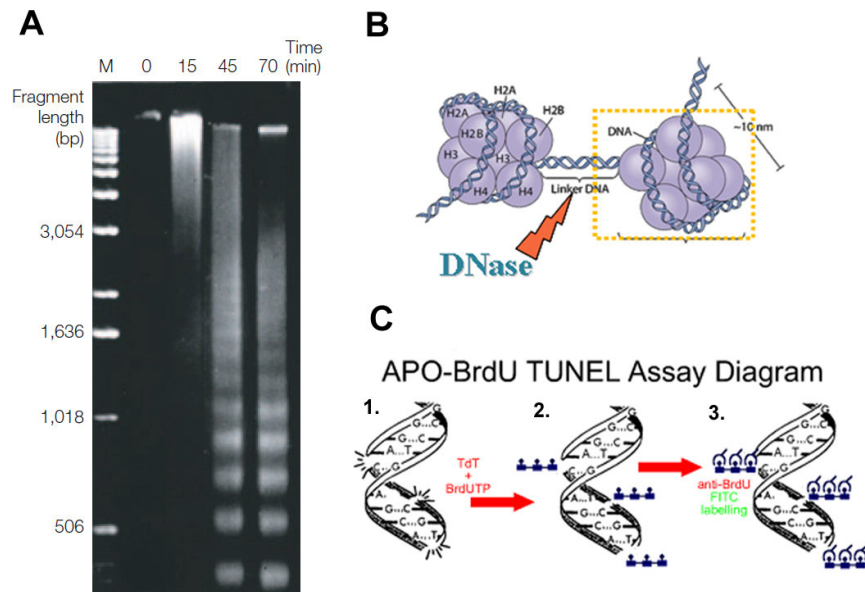 A
M 0 15 45 70 Time (min)
Fragment length (bp)
3,054
1,636
1,018
506
B
H2A
H2A
H2B
H2B
H3
H3
H4
H4
DNA
~10 nm
Linker DNA
DNase
C
APO-BrdU TUNEL Assay Diagram
1. 2. 3.
G
G...C
A...T
C...G
A.
G...C
C...G
A...T
TdT
+
BrdUTP
G
G...C
A...T
C...G
A...T
G...C
C...G
A...T
anti-BrdU
FITC
labelling
G
G...C
A...T
C...G
A.
G...C
C...G
A...T